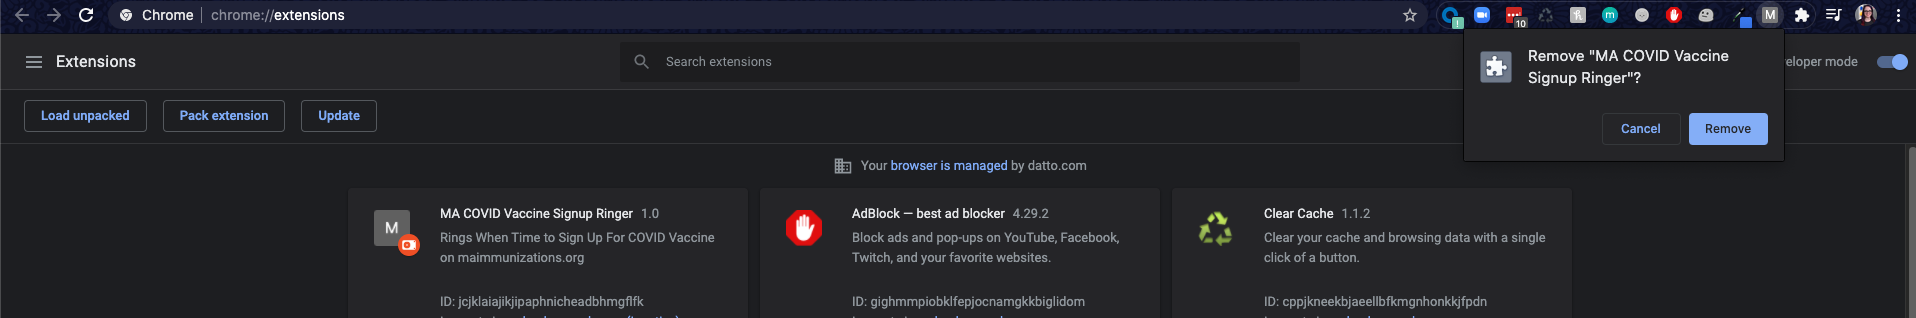 Chrome | chrome://extensions
10
M
Extensions
Search extensions
eloper mode
Remove "MA COVID Vaccine
Signup Ringer"?
Cancel
Remove
Load unpacked
Pack extension
Update
Your browser is managed by datto.com
M
MA COVID Vaccine Signup Ringer 1.0
Rings When Time to Sign Up For COVID Vaccine
on maimmunizations.org
ID: jcjklaiajikjipaphnicheadbhmgflfk
AdBlock — best ad blocker 4.29.2
Block ads and pop-ups on YouTube, Facebook,
Twitch, and your favorite websites.
ID: gighmmpiobklfepjocnamgkkbiglidom
Clear Cache 1.1.2
Clear your cache and browsing data with a single
click of a button.
ID: cppjkneekbjaeellbfkmgnhonkkjfpdn